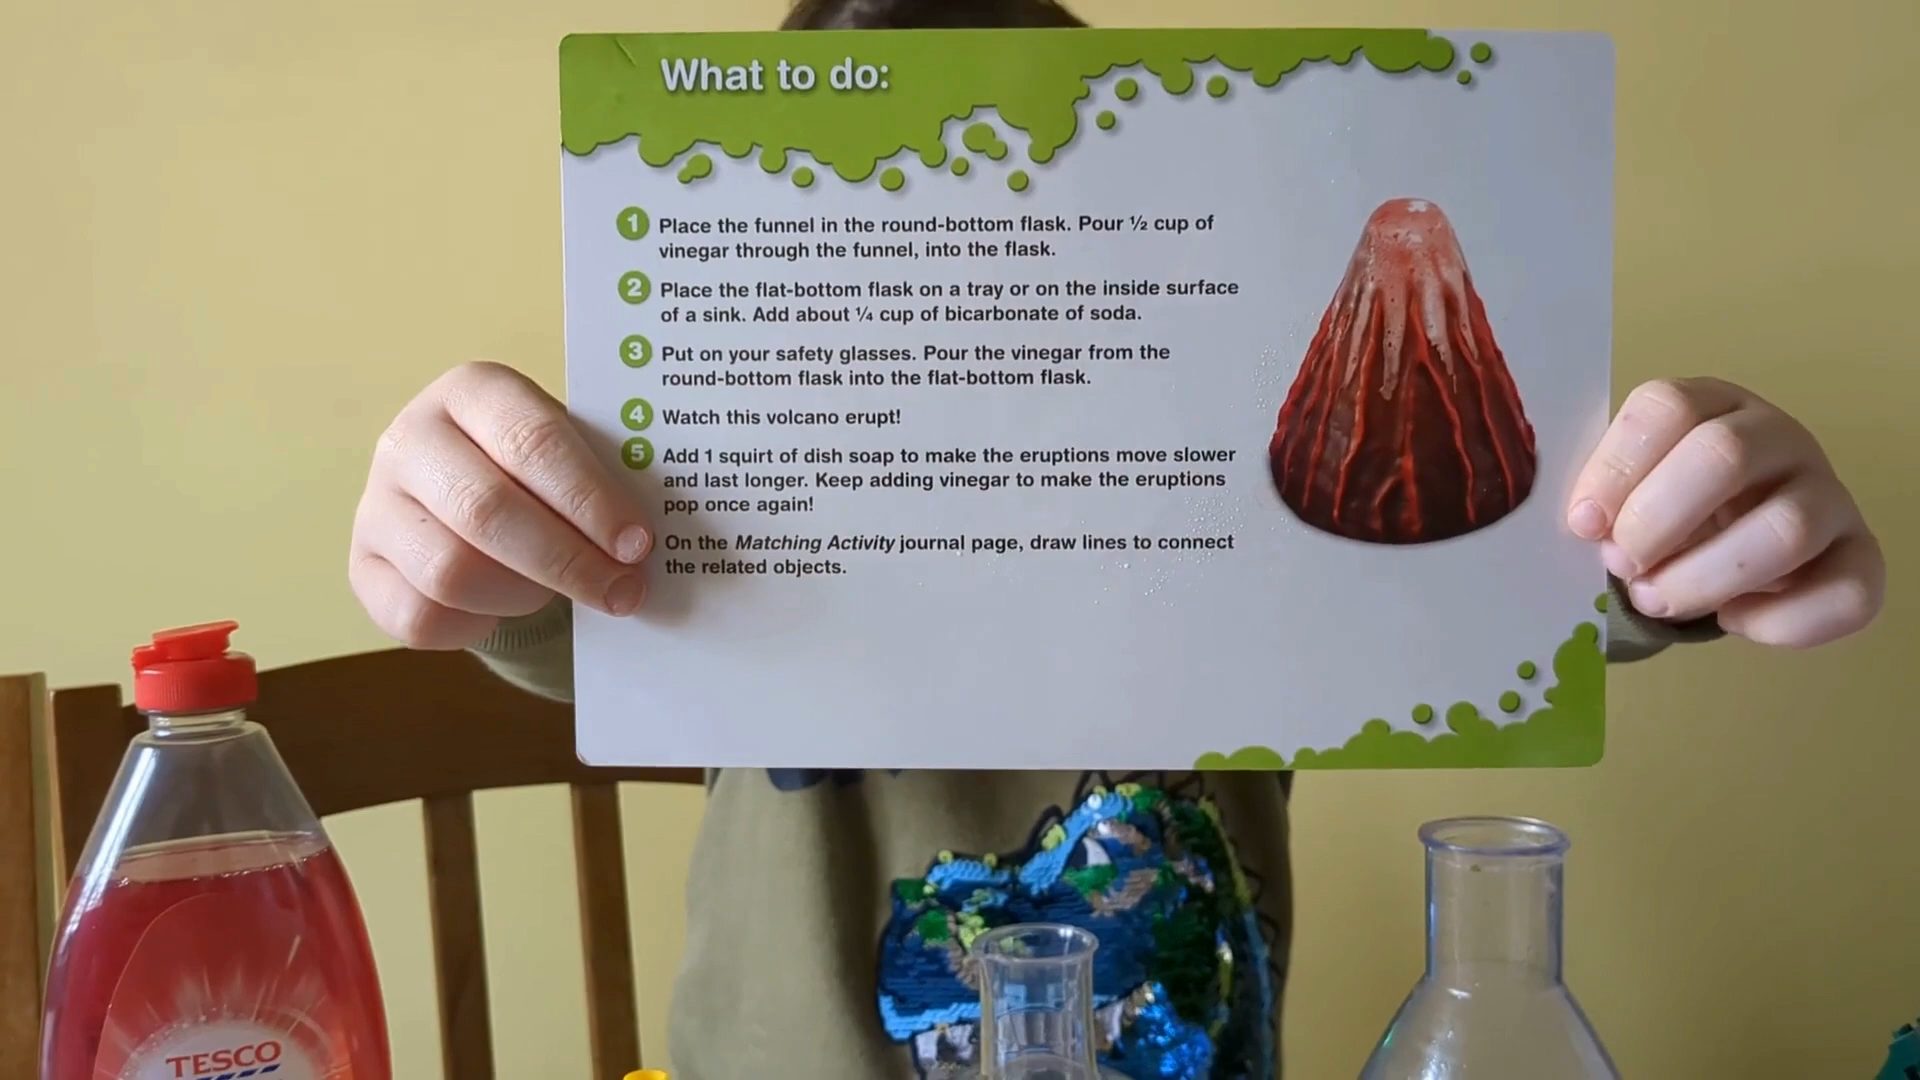 What to do:
1 Place the funnel in the round-bottom flask. Pour ½ cup of
vinegar through the funnel, into the flask.
2 Place the flat-bottom flask on a tray or on the inside surface
of a sink. Add about ¼ cup of bicarbonate of soda.
3 Put on your safety glasses. Pour the vinegar from the
round-bottom flask into the flat-bottom flask.
4 Watch this volcano erupt!
5 Add 1 squirt of dish soap to make the eruptions move slower
and last longer. Keep adding vinegar to make the eruptions
pop once again!
On the Matching Activity journal page, draw lines to connect
the related objects.
TESCO